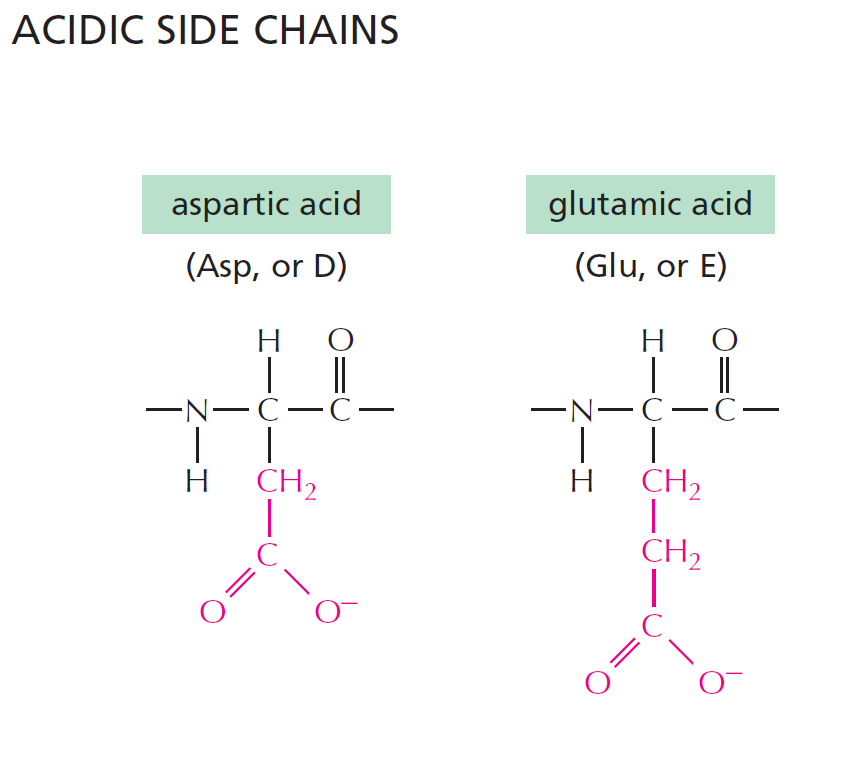 ACIDIC SIDE CHAINS
aspartic acid
(Asp, or D)
H O
N C C
H CH₂
C
O O⁻
glutamic acid
(Glu, or E)
H O
N C C
H CH₂
CH₂
C
O O⁻